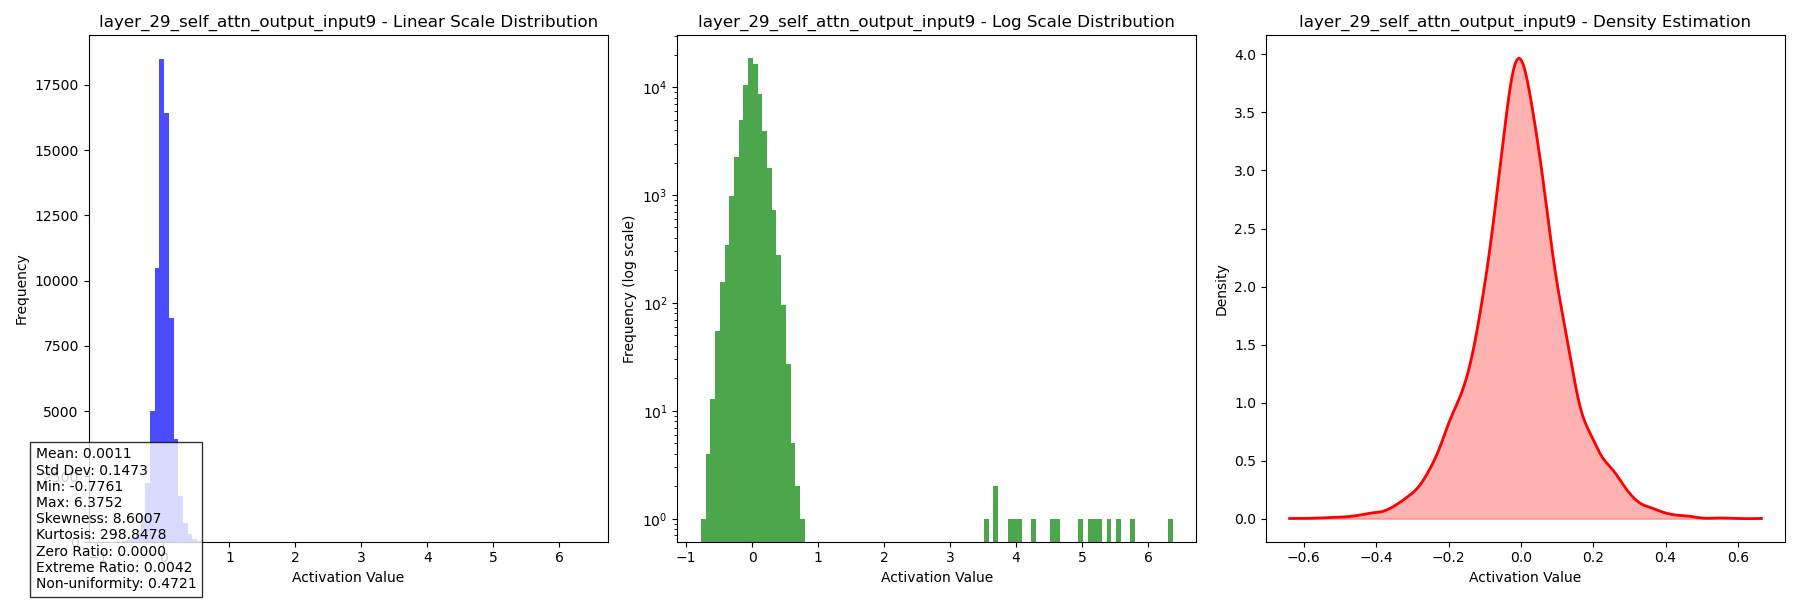 layer_29_self_attn_output_input9 - Linear Scale Distribution
17500
15000
12500
10000
7500
5000
2500
0
Frequency
1
2
3
4
5
6
Activation Value
Mean: 0.0011
Std Dev: 0.1473
Min: -0.7761
Max: 6.3752
Skewness: 8.6007
Kurtosis: 298.8478
Zero Ratio: 0.0000
Extreme Ratio: 0.0042
Non-uniformity: 0.4721
layer_29_self_attn_output_input9 - Log Scale Distribution
10⁴
10³
10²
10¹
10⁰
Frequency (log scale)
−1
0
1
2
3
4
5
6
Activation Value
layer_29_self_attn_output_input9 - Density Estimation
4.0
3.5
3.0
2.5
2.0
1.5
1.0
0.5
0.0
Density
−0.6
−0.4
−0.2
0.0
0.2
0.4
0.6
Activation Value